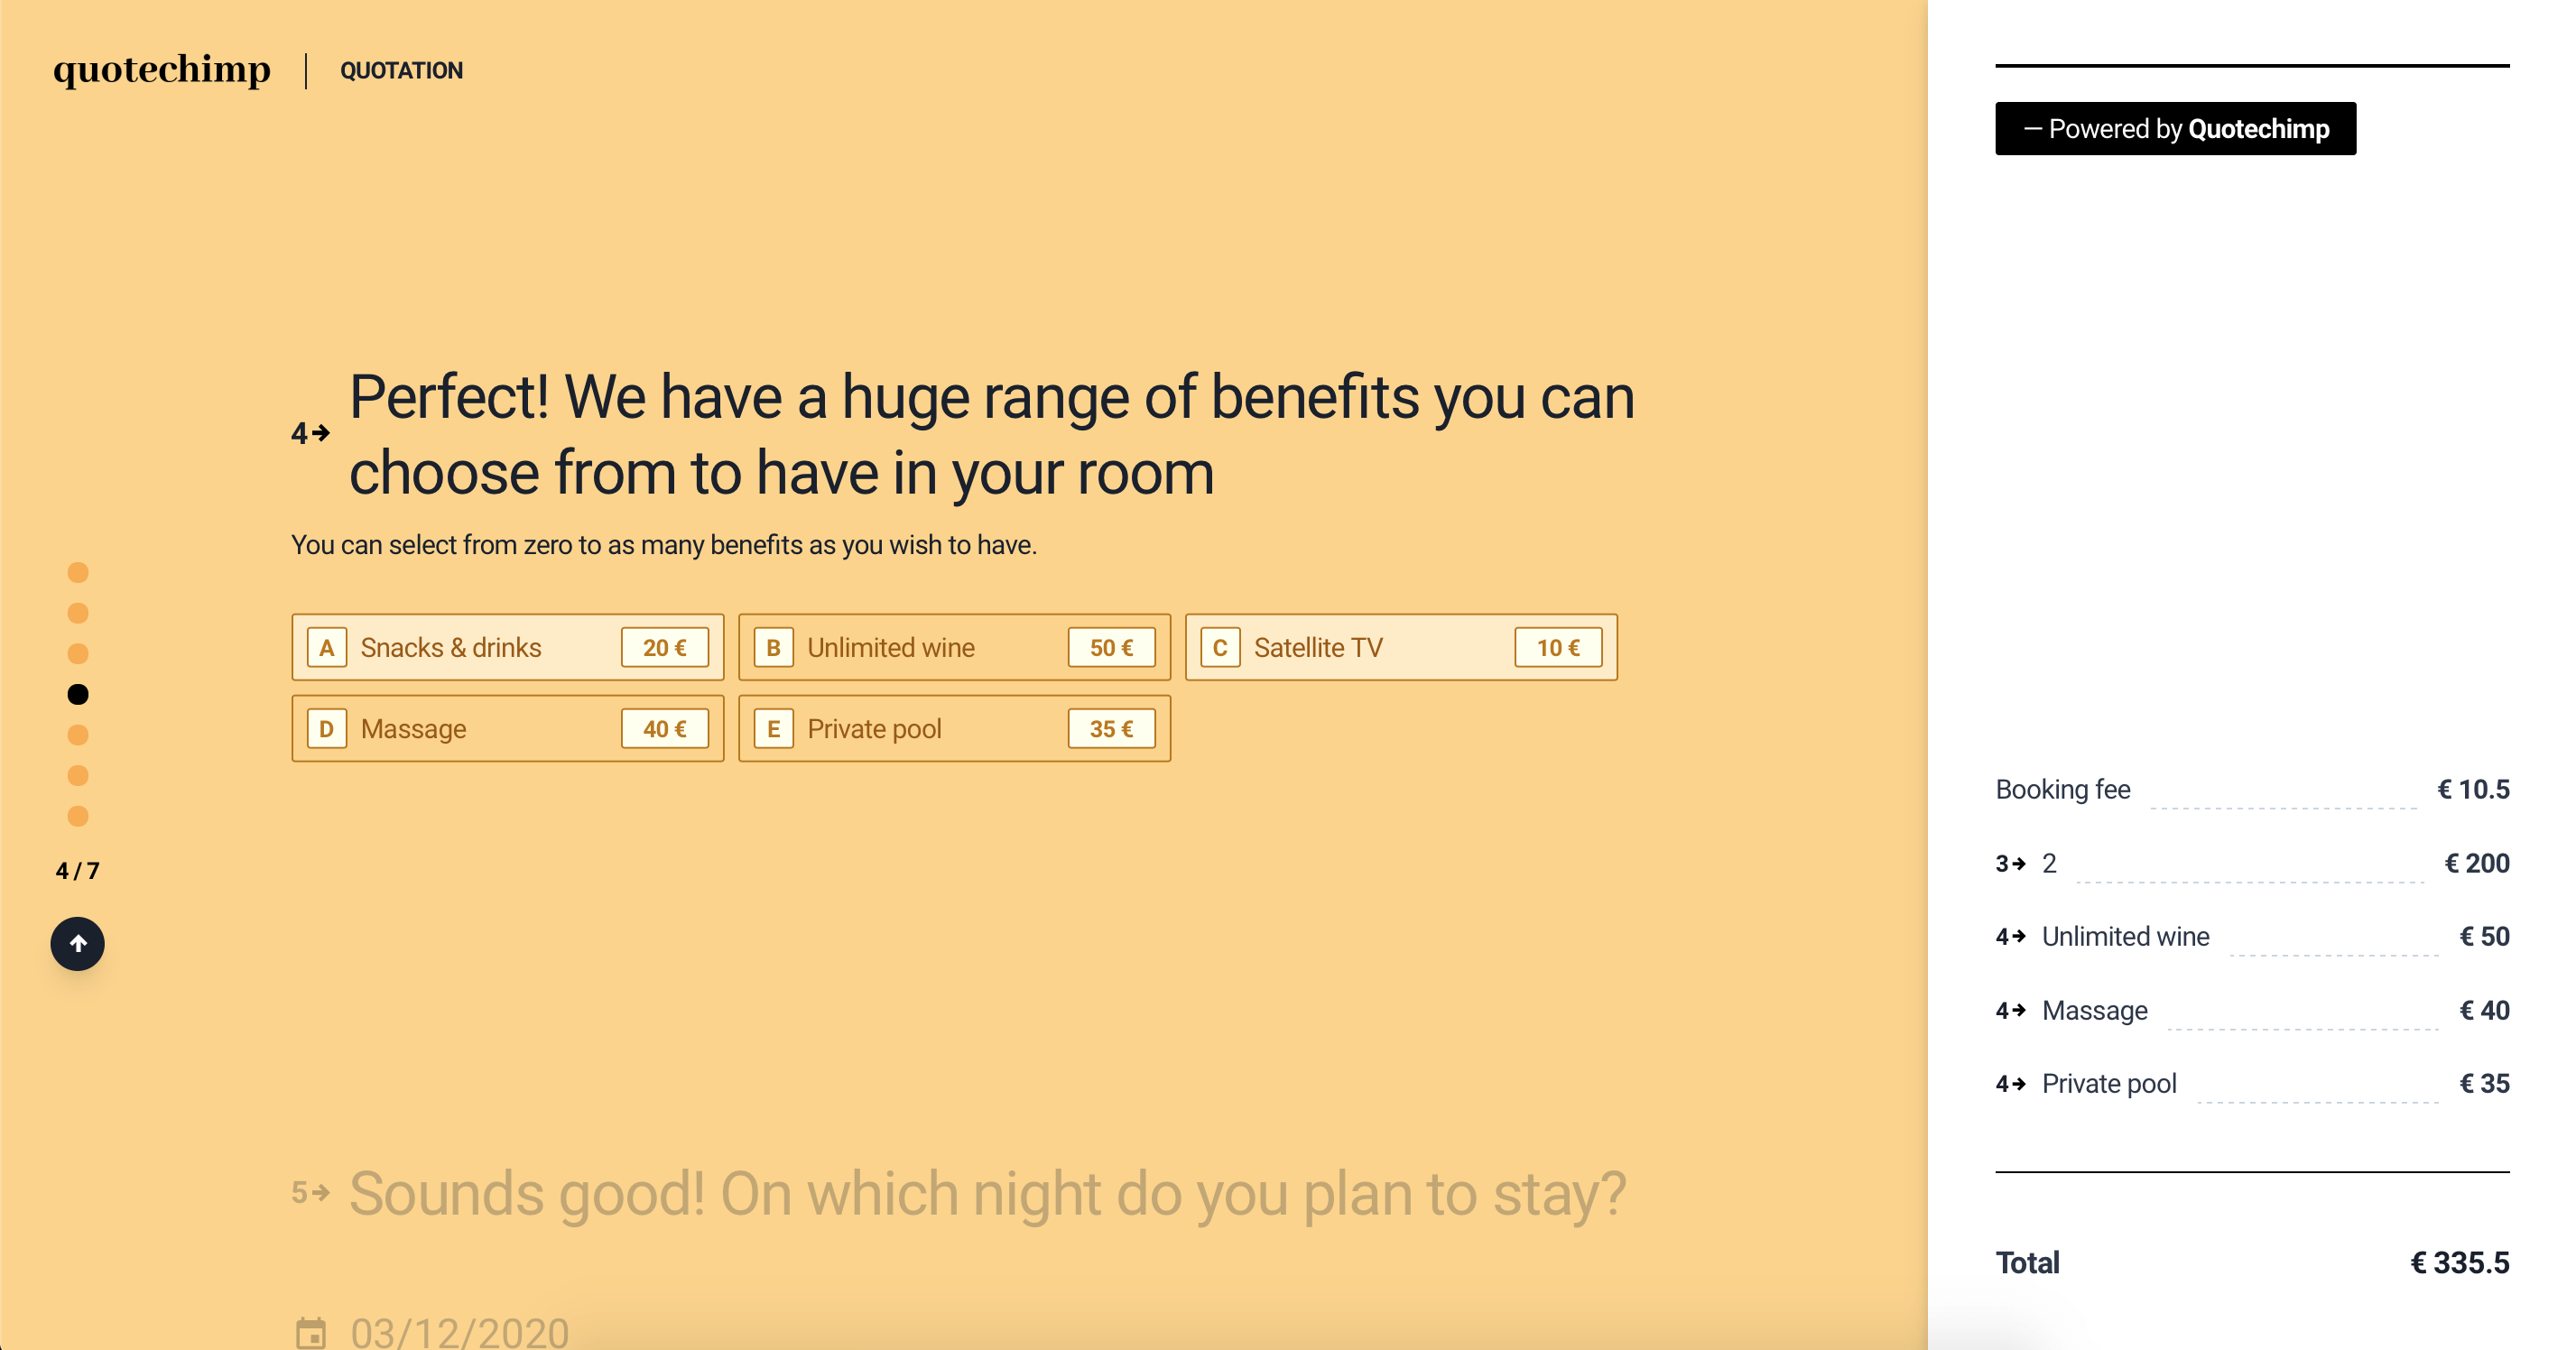 quotechimp | QUOTATION
4→ Perfect! We have a huge range of benefits you can
choose from to have in your room
You can select from zero to as many benefits as you wish to have.
A Snacks & drinks 20 €
B Unlimited wine 50 €
C Satellite TV 10 €
D Massage 40 €
E Private pool 35 €
4 / 7
5→ Sounds good! On which night do you plan to stay?
03/12/2020
— Powered by Quotechimp
Booking fee € 10.5
3→ 2 € 200
4→ Unlimited wine € 50
4→ Massage € 40
4→ Private pool € 35
Total € 335.5